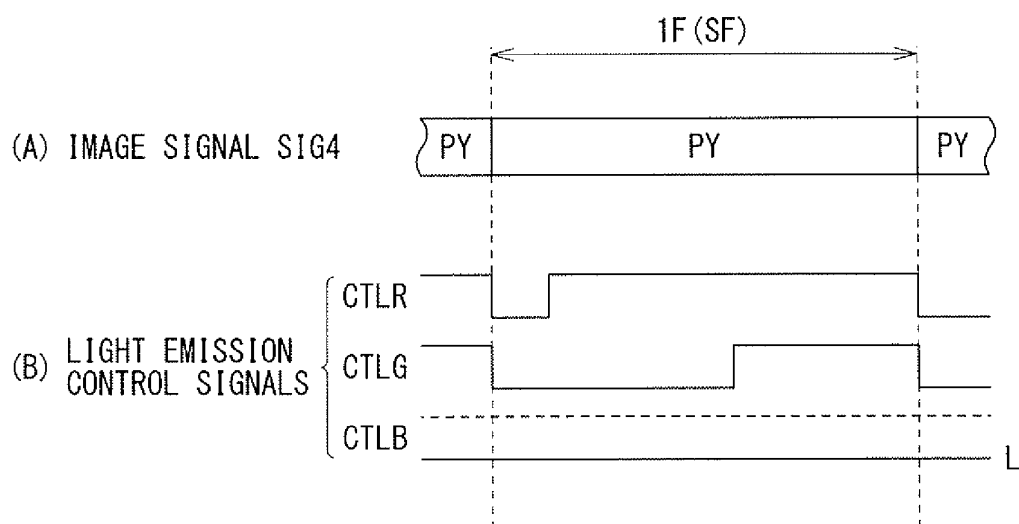 1F(SF)
(A) IMAGE SIGNAL SIG4
PY
PY
PY
(B) LIGHT EMISSION
CONTROL SIGNALS
CTLR
CTLG
CTLB
L